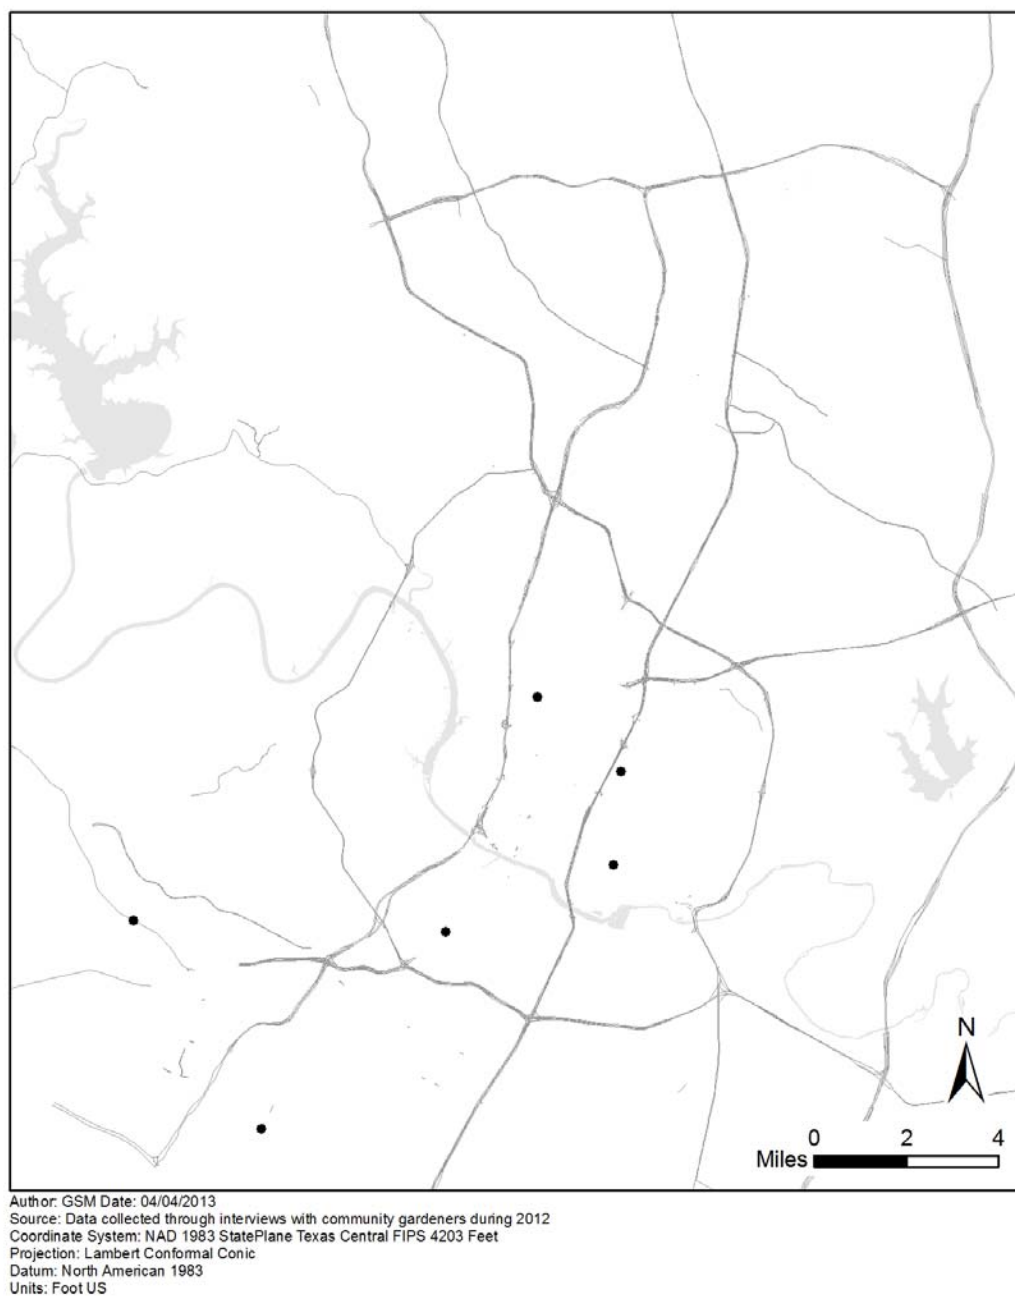 N
0 2 4
Miles
Author: GSM Date: 04/04/2013
Source: Data collected through interviews with community gardeners during 2012
Coordinate System: NAD 1983 StatePlane Texas Central FIPS 4203 Feet
Projection: Lambert Conformal Conic
Datum: North American 1983
Units: Foot US